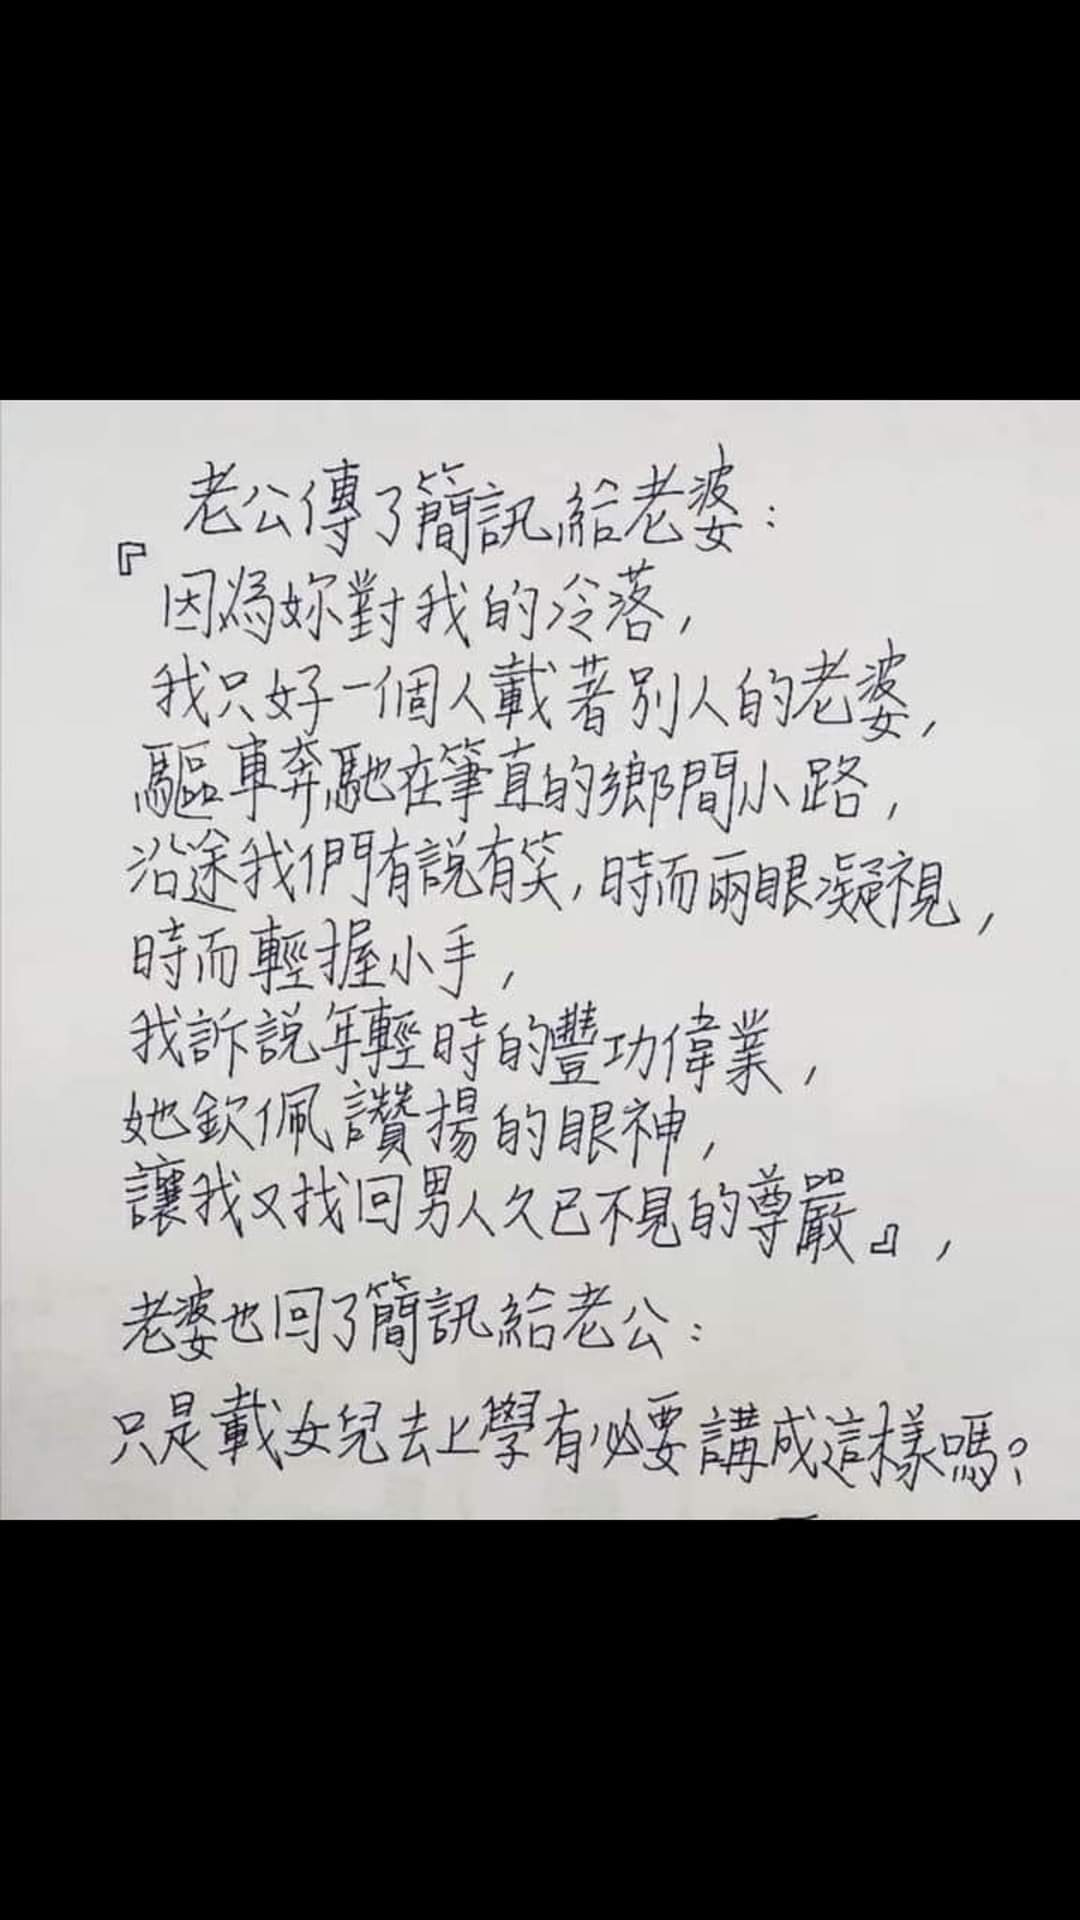 老公傳了簡訊給老婆：
『因為妳對我的冷落，
我只好一個人載著別人的老婆，
驅車奔馳在筆直的鄉間小路，
沿途我們有說有笑，時而兩眼凝視，
時而輕握小手，
我訴說年輕時的豐功偉業，
她欽佩讚揚的眼神，
讓我又找回男人久已不見的尊嚴』，
老婆也回了簡訊給老公：
只是載女兒去上學有必要講成這樣嗎？